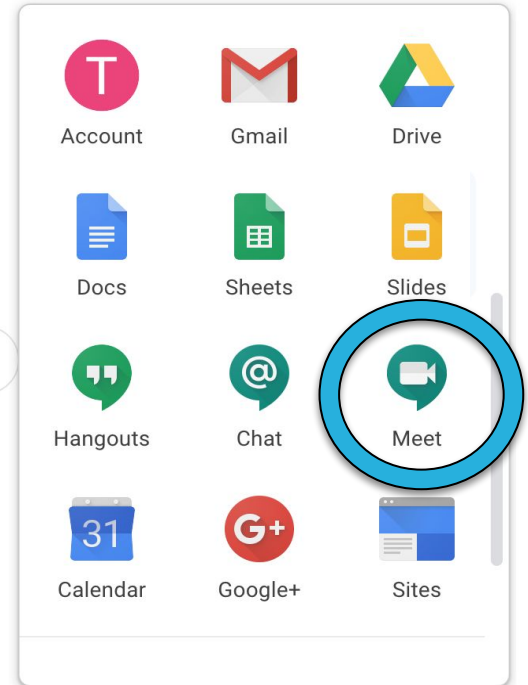 T
Account Gmail Drive
Docs Sheets Slides
@
Hangouts Chat Meet
31 G+
Calendar Google+ Sites